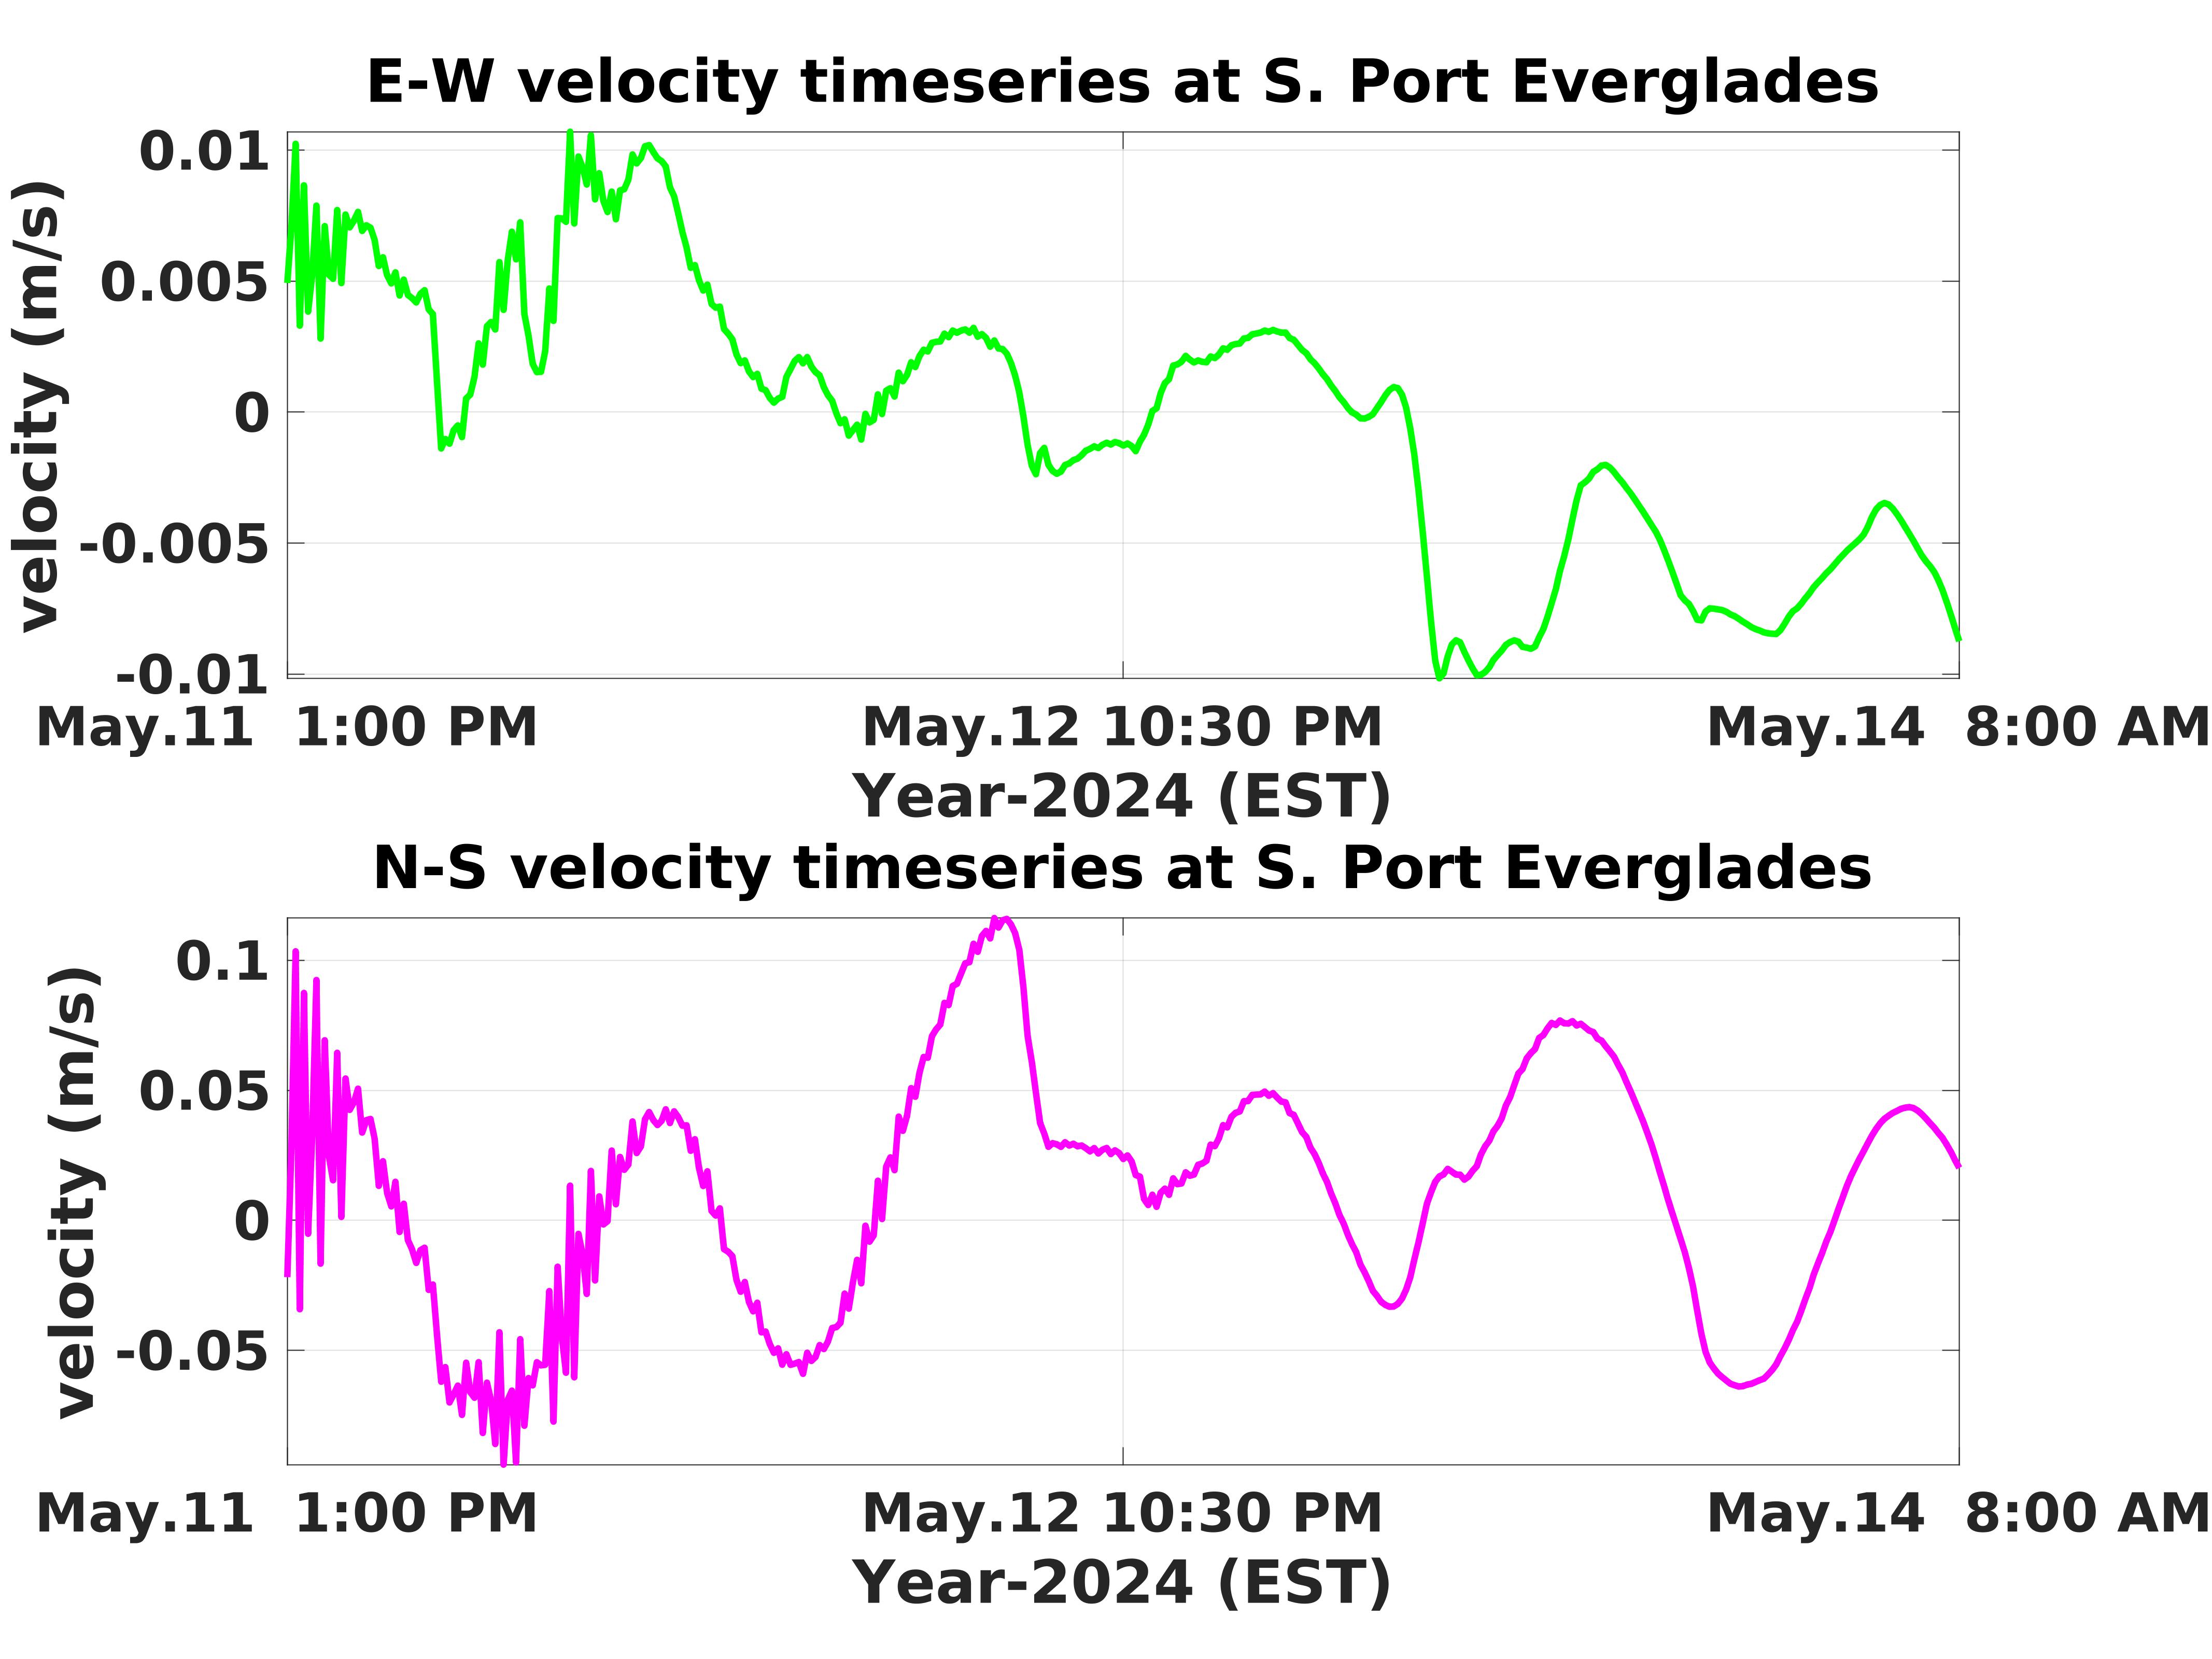 E-W velocity timeseries at S. Port Everglades
velocity (m/s)
0.01
0.005
0
-0.005
-0.01
May.11  1:00 PM
May.12 10:30 PM
May.14  8:00 AM
Year-2024 (EST)
N-S velocity timeseries at S. Port Everglades
velocity (m/s)
0.1
0.05
0
-0.05
May.11  1:00 PM
May.12 10:30 PM
May.14  8:00 AM
Year-2024 (EST)